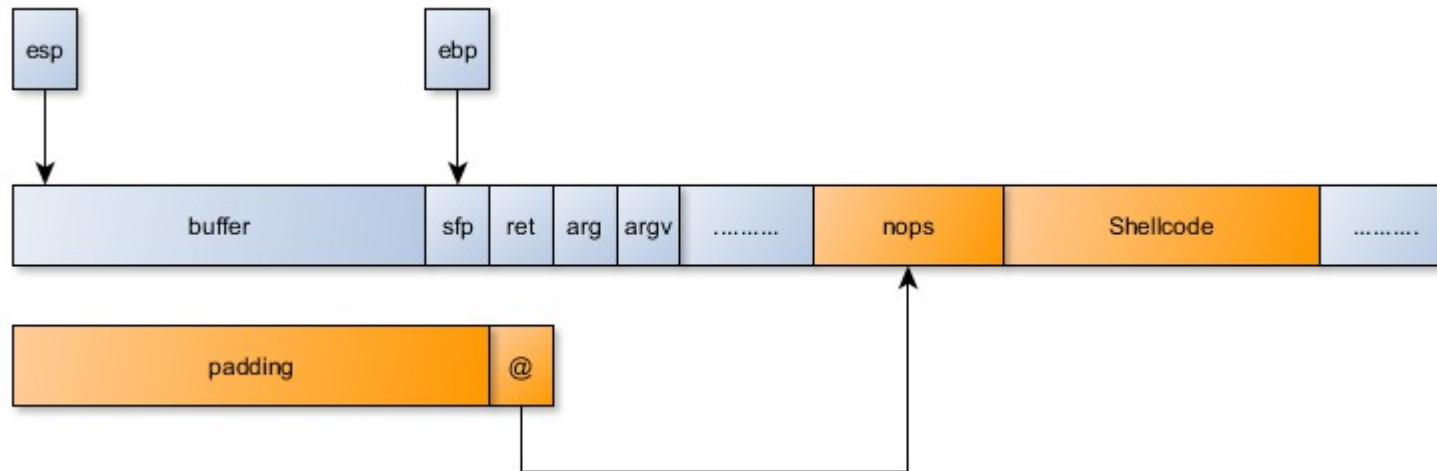 esp
ebp
buffer
sfp
ret
arg
argv
..........
nops
Shellcode
..........
padding
@